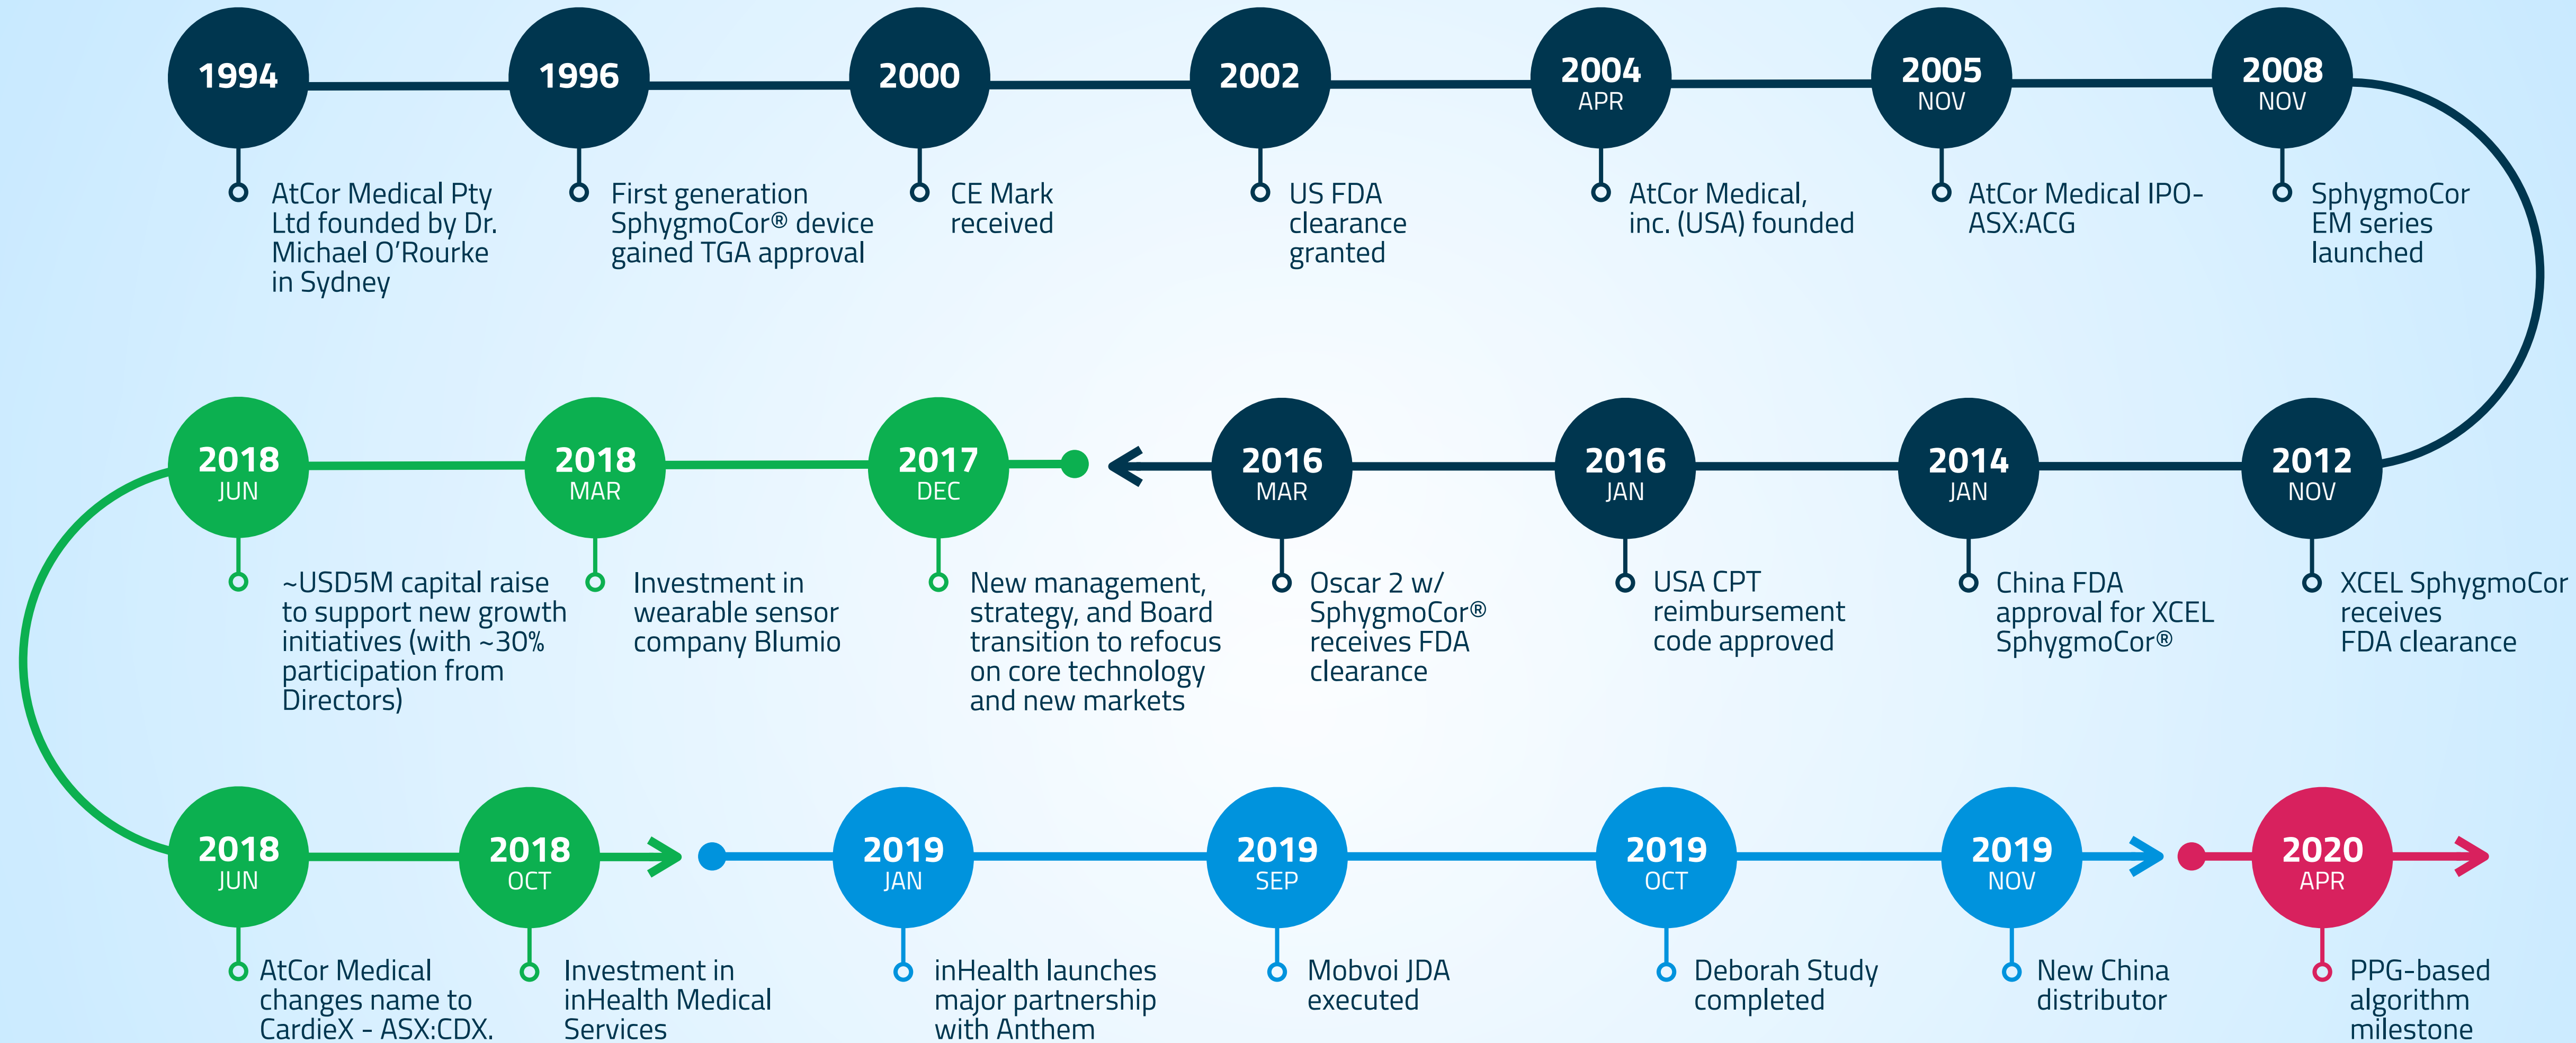 1994
AtCor Medical Pty
Ltd founded by Dr.
Michael O’Rourke
in Sydney
1996
First generation
SphygmoCor® device
gained TGA approval
2000
CE Mark
received
2002
US FDA
clearance
granted
2004
APR
AtCor Medical,
inc. (USA) founded
2005
NOV
AtCor Medical IPO-
ASX:ACG
2008
NOV
SphygmoCor
EM series
launched
2018
JUN
~USD5M capital raise
to support new growth
initiatives (with ~30%
participation from
Directors)
2018
MAR
Investment in
wearable sensor
company Blumio
2017
DEC
New management,
strategy, and Board
transition to refocus
on core technology
and new markets
2016
MAR
Oscar 2 w/
SphygmoCor®
receives FDA
clearance
2016
JAN
USA CPT
reimbursement
code approved
2014
JAN
China FDA
approval for XCEL
SphygmoCor®
2012
NOV
XCEL SphygmoCor
receives
FDA clearance
2018
JUN
AtCor Medical
changes name to
CardieX - ASX:CDX.
2018
OCT
Investment in
inHealth Medical
Services
2019
JAN
inHealth launches
major partnership
with Anthem
2019
SEP
Mobvoi JDA
executed
2019
OCT
Deborah Study
completed
2019
NOV
New China
distributor
2020
APR
PPG-based
algorithm
milestone